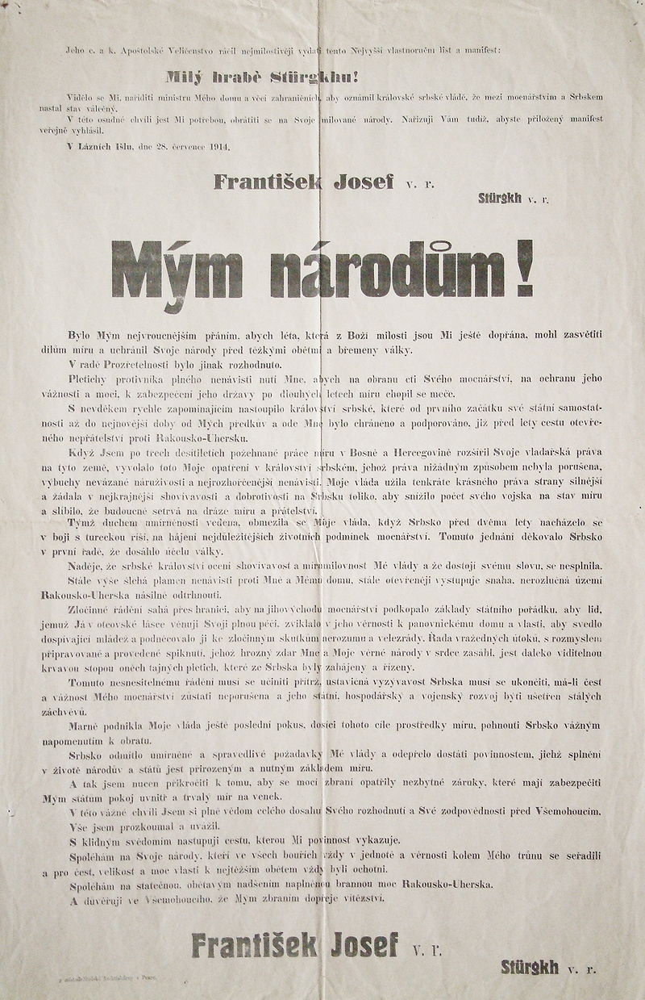 Jeho c. a k. Apoštolské Veličenstvo ráčil nejmilostivěji vydati tento Nejvyšší vlastnoruční list a manifest:
Milý hrabě Stürgkhu!
Vidělo se Mi, naříditi ministru Mého domu a věcí zahraničních, aby oznámil královské srbské vládě, že mezi mocnářstvím a Srbskem
nastal stav válečný.
V této osudné chvíli jest Mi potřebou, obrátiti se na Svoje milované národy. Nařizuji Vám tudíž, abyste přiložený manifest
veřejně vyhlásil.
V Lázních Išlu, dne 28. července 1914.
František Josef v. r.
Stürgkh v. r.
Mým národům!
Bylo Mým nejvroucnějším přáním, abych léta, která z Boží milosti jsou Mi ještě dopřána, mohl zasvětiti
dílům míru a uchránil Svoje národy před těžkými obětmi a břemeny války.
V radě Prozřetelnosti bylo jinak rozhodnuto.
Pletichy protivníka plného nenávisti nutí Mne, abych na obranu cti Svého mocnářství, na ochranu jeho
vážnosti a moci, k zabezpečení jeho državy po dlouhých letech míru chopil se meče.
S nevděkem rychle zapomínajícím nastoupilo království srbské, které od prvního začátku své státní samostat-
nosti až do nejnovější doby od Mých předkův a ode Mne bylo chráněno a podporováno, již před lety cestu otevře-
ného nepřátelství proti Rakousko-Uhersku.
Když Jsem po třech desítiletích požehnané práce míru v Bosně a Hercegovině rozšířil Svoje vladařská práva
na tyto země, vyvolalo toto Moje opatření v království srbském, jehož práva nižádným způsobem nebyla porušena,
výbuchy nevázané náruživosti a nejrozhořčenější nenávisti. Moje vláda užila tenkráte krásného práva strany silnější
a žádala v nejkrajnější shovívavosti a dobrotivosti na Srbsku toliko, aby snížilo počet svého vojska na stav míru
a slíbilo, že budoucně setrvá na dráze míru a přátelství.
Týmž duchem umírněnosti vedena, obmezila se Moje vláda, když Srbsko před dvěma lety nacházelo se
v boji s tureckou říší, na hájení nejdůležitějších životních podmínek mocnářství. Tomuto jednání děkovalo Srbsko
v první řadě, že dosáhlo účelu války.
Naděje, že srbské království ocení shovívavost a mírumilovnost Mé vlády a že dostojí svému slovu, se nesplnila.
Stále výše šlehá plamen nenávisti proti Mně a Mému domu, stále otevřeněji vystupuje snaha, nerozlučná území
Rakousko-Uherska násilně odtrhnouti.
Zločinné řádění sahá přes hranici, aby na jihovýchodu mocnářství podkopalo základy státního pořádku, aby lid,
jemuž Já v otcovské lásce věnuji Svoji plnou péči, zviklalo v jeho věrnosti k panovnickému domu a vlasti, aby svedlo
dospívající mládež a podněcovalo ji ke zločinným skutkům nerozumu a velezrády. Řada vražedných útoků, s rozmyslem
připravované a provedené spiknutí, jehož hrozný zdar Mne a Moje věrné národy v srdce zasáhl, jest daleko viditelnou
krvavou stopou oněch tajných pletich, které ze Srbska byly zahájeny a řízeny.
Tomuto nesnesitelnému řádění musí se učiniti přítrž, ustavičná vyzývavost Srbska musí se ukončiti, má-li čest
a vážnost Mého mocnářství zůstati neporušena a jeho státní, hospodářský a vojenský rozvoj býti ušetřen stálých
záchvěvů.
Marně podnikla Moje vláda ještě poslední pokus, dosíci tohoto cíle prostředky míru, pohnouti Srbsko vážným
napomenutím k obratu.
Srbsko odmítlo umírněné a spravedlivé požadavky Mé vlády a odepřelo dostáti povinnostem, jichž splnění
v životě národův a států jest přirozeným a nutným základem míru.
A tak jsem nucen přikročiti k tomu, aby se mocí zbraní opatřily nezbytné záruky, které mají zabezpečiti
Mým státům pokoj uvnitř a trvalý mír na venek.
V této vážné chvíli Jsem si plně vědom celého dosahu Svého rozhodnutí a Své zodpovědnosti před Všemohoucím.
Vše jsem prozkoumal a uvážil.
S klidným svědomím nastupuji cestu, kterou Mi povinnost vykazuje.
Spoléhám na Svoje národy, kteří ve všech bouřích vždy v jednotě a věrnosti kolem Mého trůnu se seřadili
a pro čest, velikost a moc vlasti k nejtěžším obětem vždy byli ochotni.
Spoléhám na statečnou, obětavým nadšením naplněnou brannou moc Rakousko-Uherska.
A důvěřuji ve Všemohoucího, že Mým zbraním dopřeje vítězství.
František Josef v. r.
Stürgkh v. r.
v Praze.